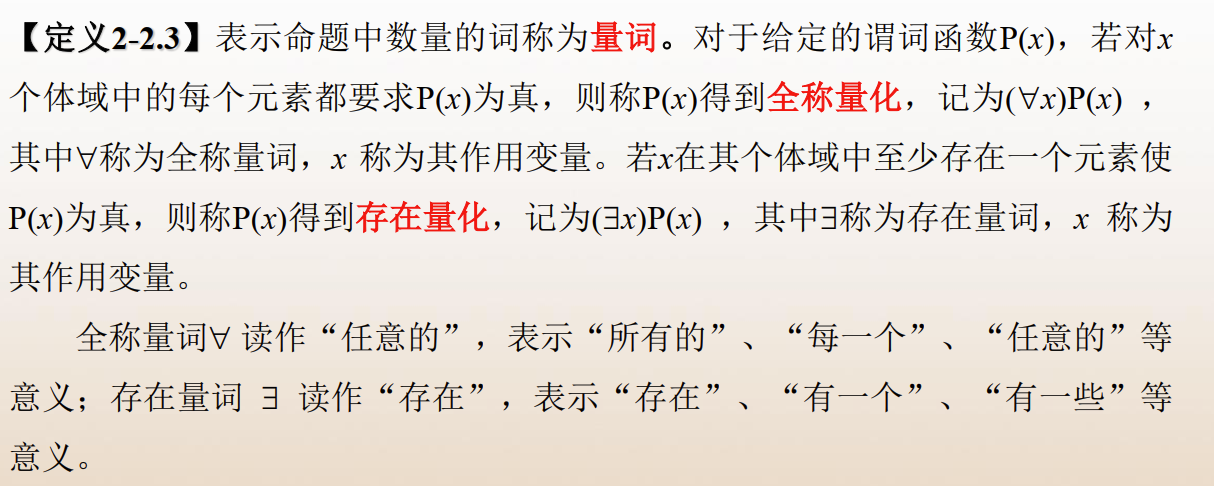 【定义2-2.3】表示命题中数量的词称为量词。对于给定的谓词函数P(x)，若对x
个体域中的每个元素都要求P(x)为真，则称P(x)得到全称量化，记为(∀x)P(x) ，
其中∀称为全称量词，x 称为其作用变量。若x在其个体域中至少存在一个元素使
P(x)为真，则称P(x)得到存在量化，记为(∃x)P(x) ，其中∃称为存在量词，x 称为
其作用变量。
全称量词∀ 读作“任意的”，表示“所有的”、“每一个”、“任意的”等
意义；存在量词 ∃ 读作“存在”，表示“存在”、“有一个”、“有一些”等
意义。